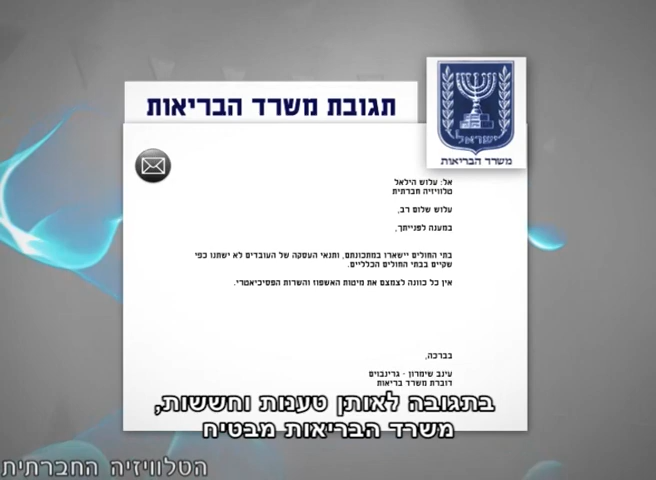 תגובת משרד הבריאות
ישראל
משרד הבריאות
אל: עלוש הילאל
טלוויזיה חברתית
עלוש שלום רב,
במענה לפנייתך,
בתי החולים יישארו במתכונתם, ותנאי העסקה של העובדים לא ישתנו כפי
שקיים בבתי החולים הכלליים.
אין כל כוונה לצמצם את מיטות האשפוז והשרות הפסיכיאטרי.
בברכה,
עינב שימרון - גרינבוים
דוברת משרד בריאות
בתגובה לאותן טענות וחששות,
משרד הבריאות מבטיח
הטלוויזיה החברתית